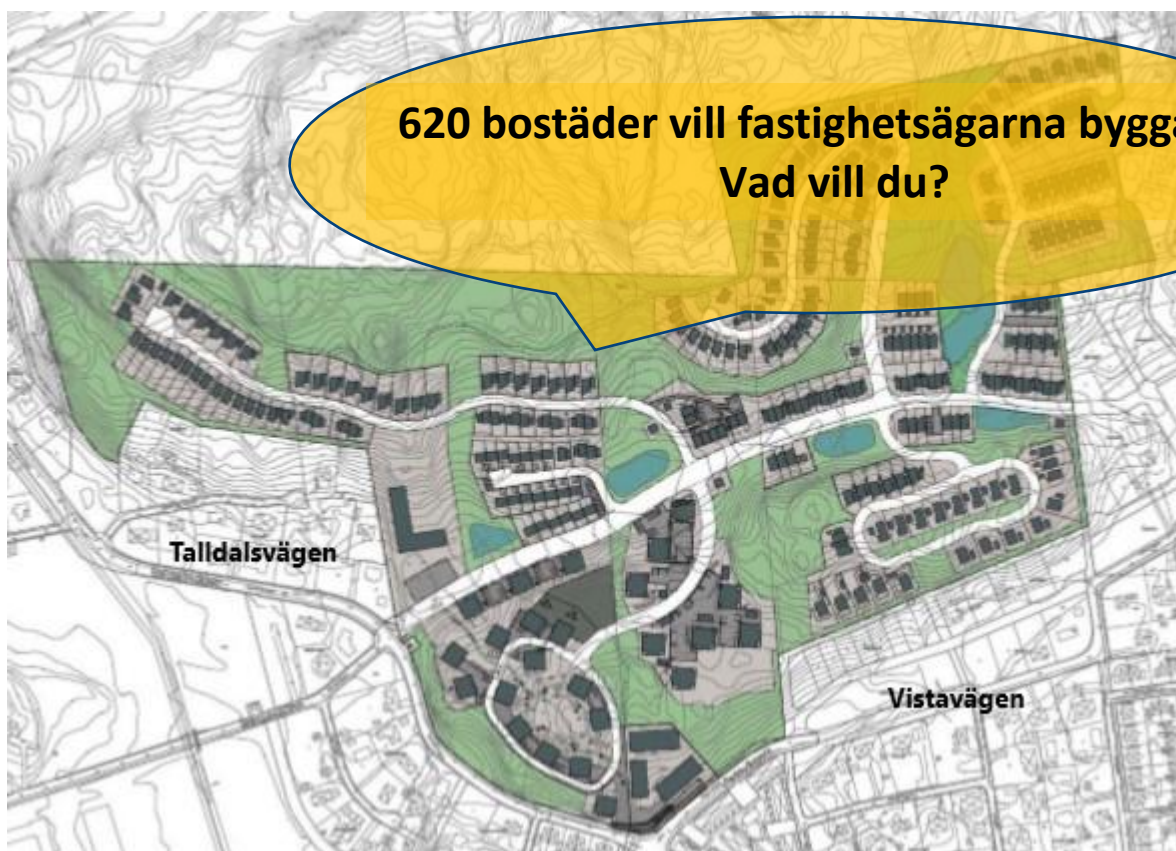 620 bostäder vill fastighetsägarna bygga
Vad vill du?
Talldalsvägen
Vistavägen